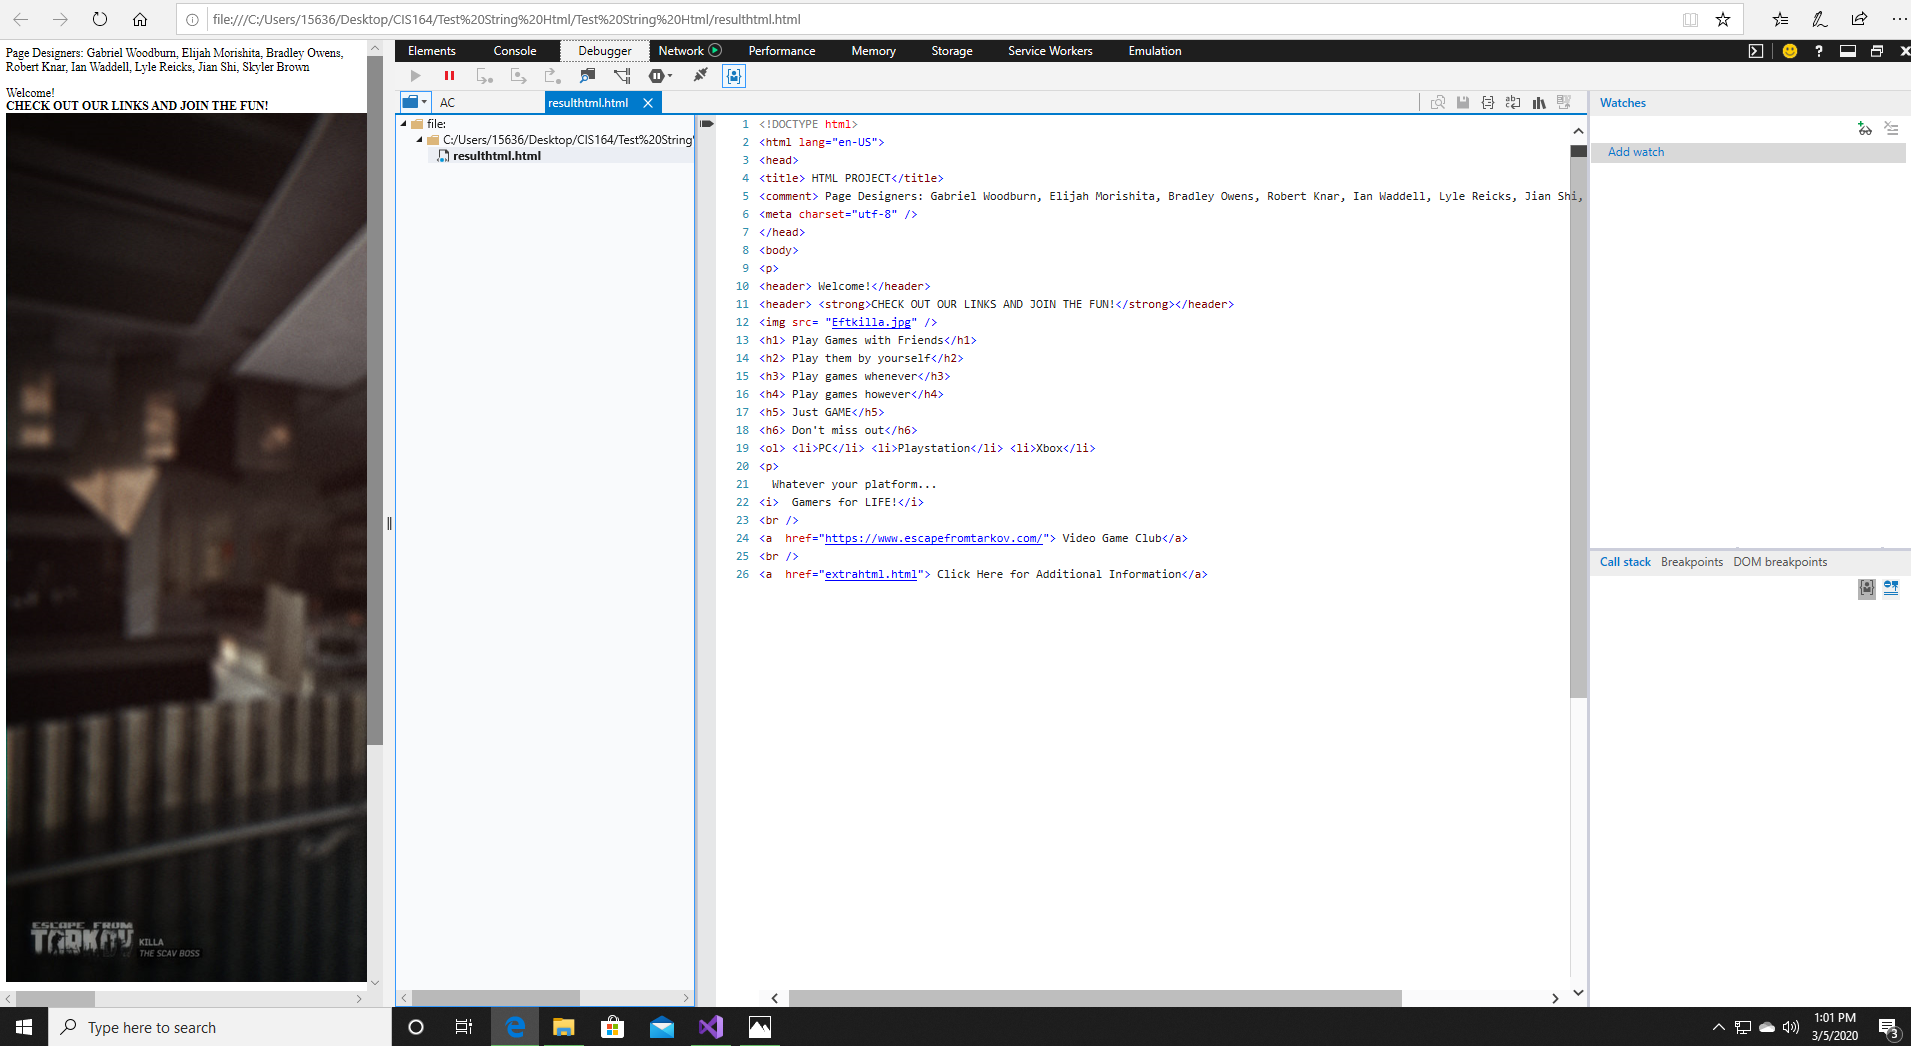 file:///C:/Users/15636/Desktop/CIS164/Test%20String%20Html/Test%20String%20Html/resulthtml.html
Page Designers: Gabriel Woodburn, Elijah Morishita, Bradley Owens,
Robert Knar, Ian Waddell, Lyle Reicks, Jian Shi, Skyler Brown
Welcome!
CHECK OUT OUR LINKS AND JOIN THE FUN!
ESCAPE FROM
TARKOV
KILLA
THE SCAV BOSS
Elements Console Debugger Network Performance Memory Storage Service Workers Emulation
AC
resulthtml.html
file:
C:/Users/15636/Desktop/CIS164/Test%20String%
resulthtml.html
1 <!DOCTYPE html>
2 <html lang="en-US">
3 <head>
4 <title> HTML PROJECT</title>
5 <comment> Page Designers: Gabriel Woodburn, Elijah Morishita, Bradley Owens, Robert Knar, Ian Waddell, Lyle Reicks, Jian Shi,
6 <meta charset="utf-8" />
7 </head>
8 <body>
9 <p>
10 <header> Welcome!</header>
11 <header> <strong>CHECK OUT OUR LINKS AND JOIN THE FUN!</strong></header>
12 <img src= "Eftkilla.jpg" />
13 <h1> Play Games with Friends</h1>
14 <h2> Play them by yourself</h2>
15 <h3> Play games whenever</h3>
16 <h4> Play games however</h4>
17 <h5> Just GAME</h5>
18 <h6> Don't miss out</h6>
19 <ol> <li>PC</li> <li>Playstation</li> <li>Xbox</li>
20 <p>
21 Whatever your platform...
22 <i>  Gamers for LIFE!</i>
23 <br />
24 <a  href="https://www.escapefromtarkov.com/"> Video Game Club</a>
25 <br />
26 <a  href="extrahtml.html"> Click Here for Additional Information</a>
Watches
Add watch
Call stack Breakpoints DOM breakpoints
Type here to search
1:01 PM
3/5/2020
3